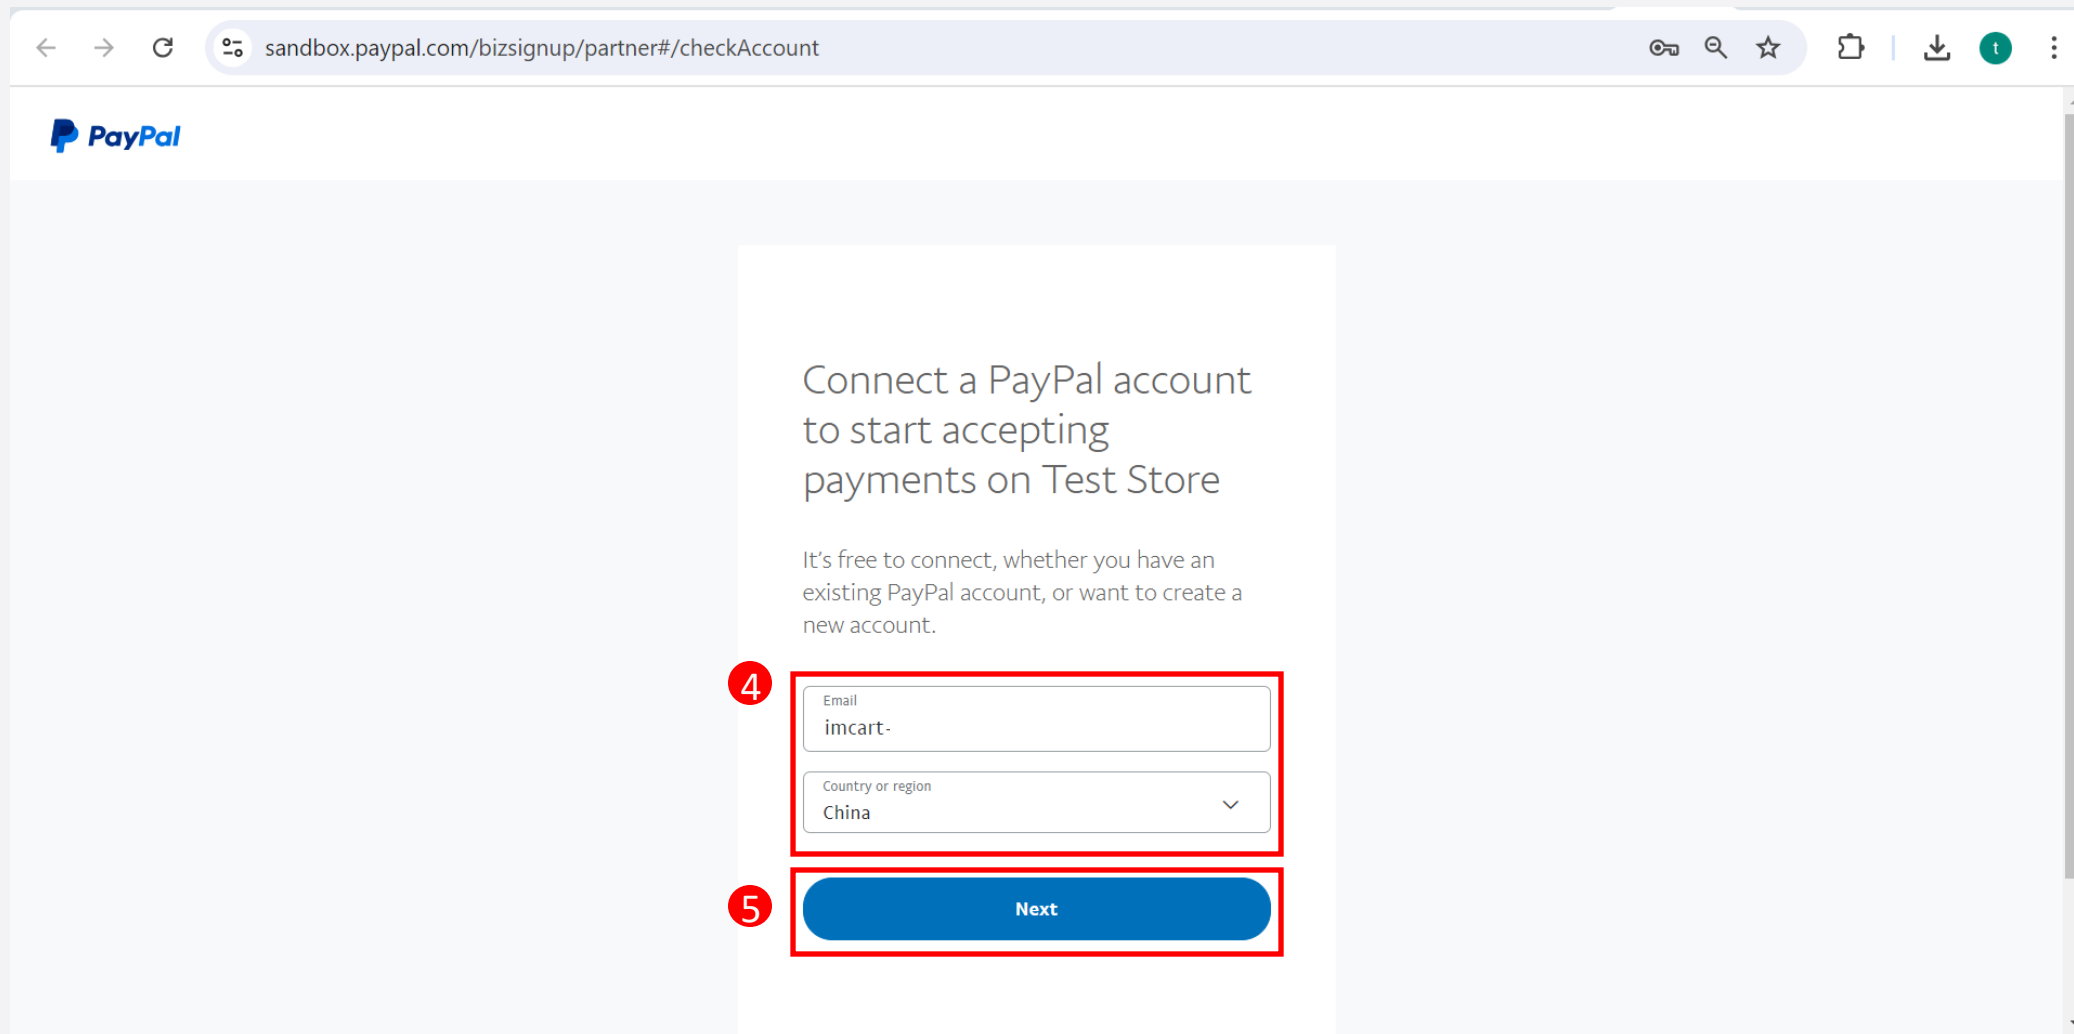 sandbox.paypal.com/bizsignup/partner#/checkAccount
t
PayPal
Connect a PayPal account
to start accepting
payments on Test Store
It's free to connect, whether you have an
existing PayPal account, or want to create a
new account.
4
Email
imcart-
Country or region
China
5
Next